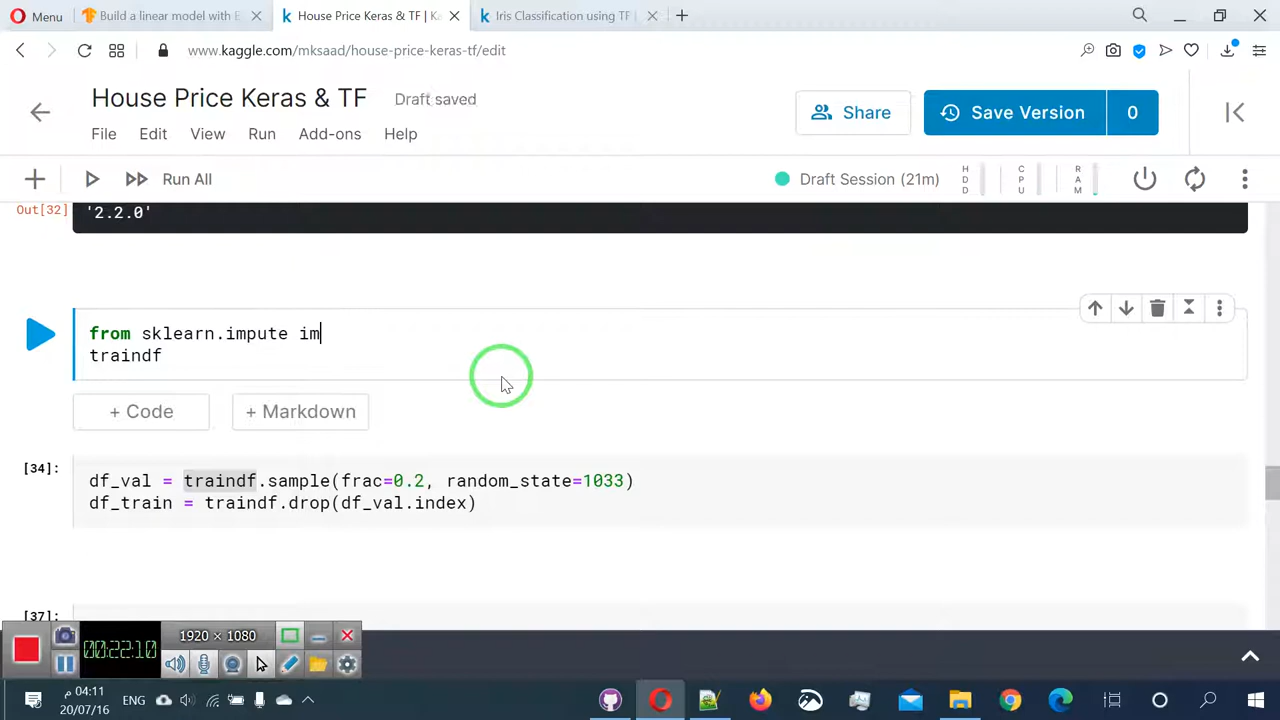 Menu
Build a linear model with E
House Price Keras & TF | Ka
Iris Classification using TF |
www.kaggle.com/mksaad/house-price-keras-tf/edit
House Price Keras & TF
Draft saved
Share
Save Version
0
File
Edit
View
Run
Add-ons
Help
Run All
Draft Session (21m)
HDD
CPU
RAM
Out[32]
'2.2.0'
from sklearn.impute im
traindf
+ Code
+ Markdown
[34]:
df_val = traindf.sample(frac=0.2, random_state=1033)
df_train = traindf.drop(df_val.index)
[37]:
00:22:10
1920 × 1080
ENG
04:11 م
20/07/16